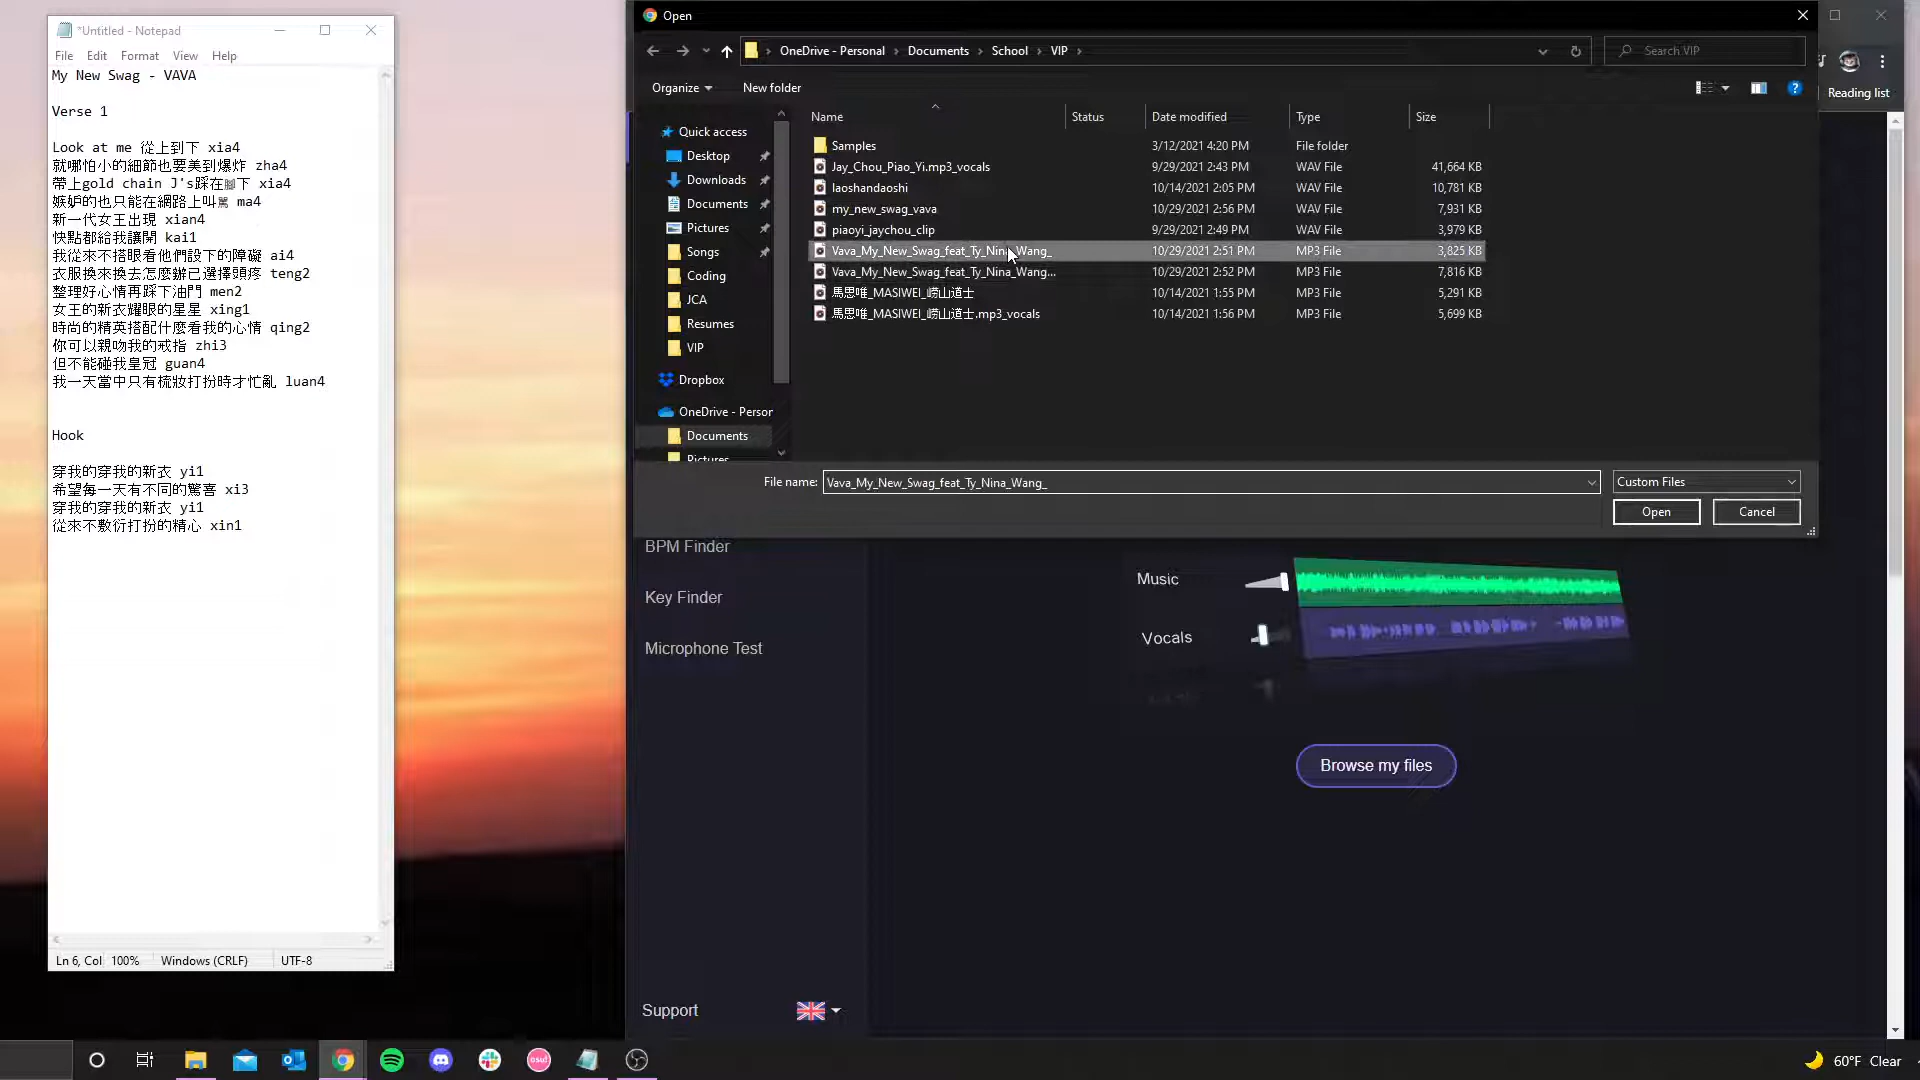 *Untitled - Notepad
File Edit Format View Help
My New Swag - VAVA
Verse 1
Look at me 從上到下 xia4
就哪怕小的細節也要美到爆炸 zha4
帶上gold chain J's踩在腳下 xia4
嫉妒的也只能在網路上叫罵 ma4
新一代女王出現 xian4
快點都給我讓開 kai1
我從來不搭眼看他們設下的障礙 ai4
衣服換來換去怎麼辦已選擇頭疼 teng2
整理好心情再踩下油門 men2
女王的新衣耀眼的星星 xing1
時尚的精英搭配什麼看我的心情 qing2
你可以親吻我的戒指 zhi3
但不能碰我皇冠 guan4
我一天當中只有梳妝打扮時才忙亂 luan4
Hook
穿我的穿我的新衣 yi1
希望每一天有不同的驚喜 xi3
穿我的穿我的新衣 yi1
從來不敷衍打扮的精心 xin1
Ln 6, Col 100% Windows (CRLF) UTF-8
Open
OneDrive - Personal Documents School VIP
Search VIP
Organize New folder
Reading list
Quick access
Desktop
Downloads
Documents
Pictures
Songs
Coding
JCA
Resumes
VIP
Dropbox
OneDrive - Person
Documents
Pictures
Name Status Date modified Type Size
Samples 3/12/2021 4:20 PM File folder
Jay_Chou_Piao_Yi.mp3_vocals 9/29/2021 2:43 PM WAV File 41,664 KB
laoshandaoshi 10/14/2021 2:05 PM WAV File 10,781 KB
my_new_swag_vava 10/29/2021 2:56 PM WAV File 7,931 KB
piaoyi_jaychou_clip 9/29/2021 2:49 PM WAV File 3,979 KB
Vava_My_New_Swag_feat_Ty_Nina_Wang_ 10/29/2021 2:51 PM MP3 File 3,825 KB
Vava_My_New_Swag_feat_Ty_Nina_Wang... 10/29/2021 2:52 PM MP3 File 7,816 KB
馬思唯_MASIWEI_崂山道士 10/14/2021 1:55 PM MP3 File 5,291 KB
馬思唯_MASIWEI_崂山道士.mp3_vocals 10/14/2021 1:56 PM MP3 File 5,699 KB
File name: Vava_My_New_Swag_feat_Ty_Nina_Wang_ Custom Files
Open Cancel
BPM Finder
Key Finder
Microphone Test
Music
Vocals
Browse my files
Support
osu!
60°F Clear